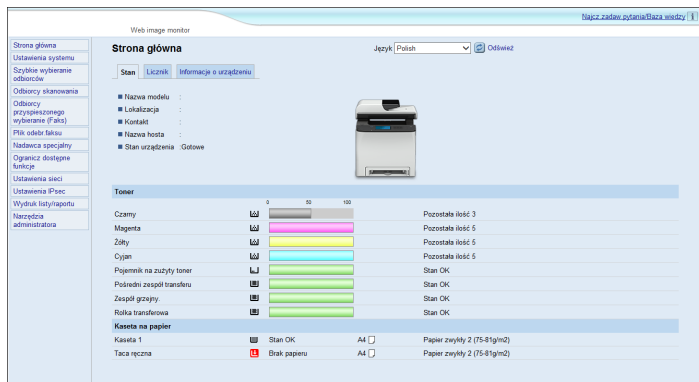 Najcz.zadaw.pytania/Baza wiedzy
Web image monitor
Strona główna
Ustawienia systemu
Szybkie wybieranie
odbiorców
Odbiorcy skanowania
Odbiorcy
przyspieszonego
wybieranie (Faks)
Plik odebr.faksu
Nadawca specjalny
Ogranicz dostępne
funkcje
Ustawienia sieci
Ustawienia IPsec
Wydruk listy/raportu
Narzędzia
administratora
Strona główna
Język Polish Odśwież
Stan Licznik Informacje o urządzeniu
Nazwa modelu :
Lokalizacja :
Kontakt :
Nazwa hosta :
Stan urządzenia :Gotowe
Toner
0 50 100
Czarny Pozostała ilość 3
Magenta Pozostała ilość 5
Żółty Pozostała ilość 5
Cyjan Pozostała ilość 5
Pojemnik na zużyty toner Stan OK
Pośredni zespół transferu Stan OK
Zespół grzejny. Stan OK
Rolka transferowa Stan OK
Kaseta na papier
Kaseta 1 Stan OK A4 Papier zwykły 2 (75-81g/m2)
Taca ręczna Brak papieru A4 Papier zwykły 2 (75-81g/m2)